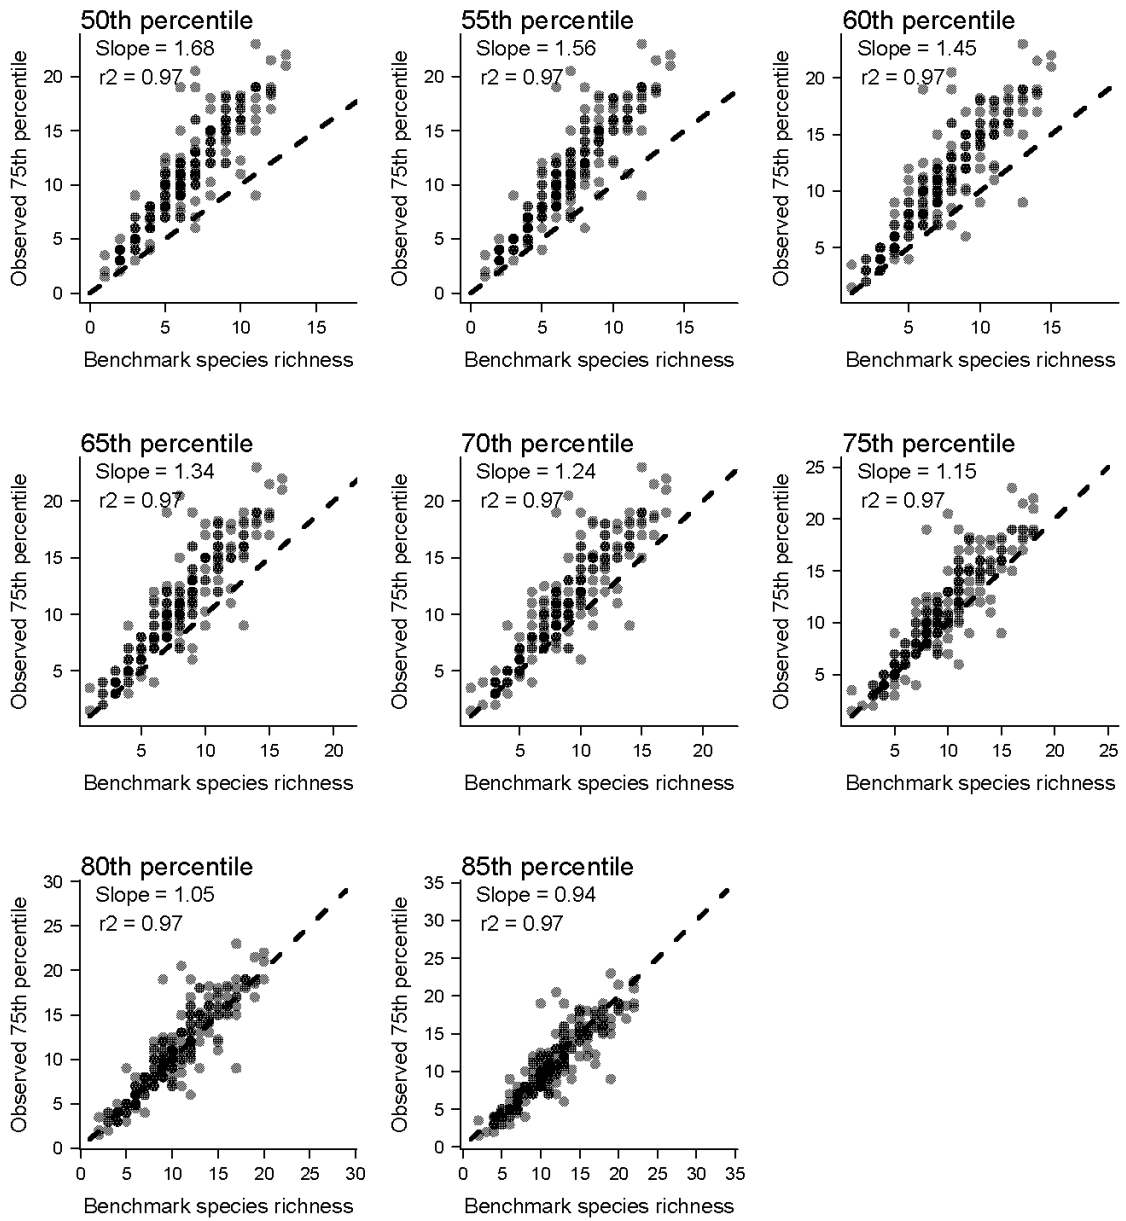 50th percentile
Slope = 1.68
r2 = 0.97
20
15
10
5
0
0 5 10 15
Observed 75th percentile
Benchmark species richness
55th percentile
Slope = 1.56
r2 = 0.97
20
15
10
5
0
0 5 10 15
Observed 75th percentile
Benchmark species richness
60th percentile
Slope = 1.45
r2 = 0.97
20
15
10
5
5 10 15
Observed 75th percentile
Benchmark species richness
65th percentile
Slope = 1.34
r2 = 0.97
20
15
10
5
5 10 15 20
Observed 75th percentile
Benchmark species richness
70th percentile
Slope = 1.24
r2 = 0.97
20
15
10
5
5 10 15 20
Observed 75th percentile
Benchmark species richness
75th percentile
Slope = 1.15
r2 = 0.97
25
20
15
10
5
5 10 15 20 25
Observed 75th percentile
Benchmark species richness
80th percentile
Slope = 1.05
r2 = 0.97
30
25
20
15
10
5
0
0 5 10 15 20 25 30
Observed 75th percentile
Benchmark species richness
85th percentile
Slope = 0.94
r2 = 0.97
35
30
25
20
15
10
5
0
0 5 10 15 20 25 30 35
Observed 75th percentile
Benchmark species richness